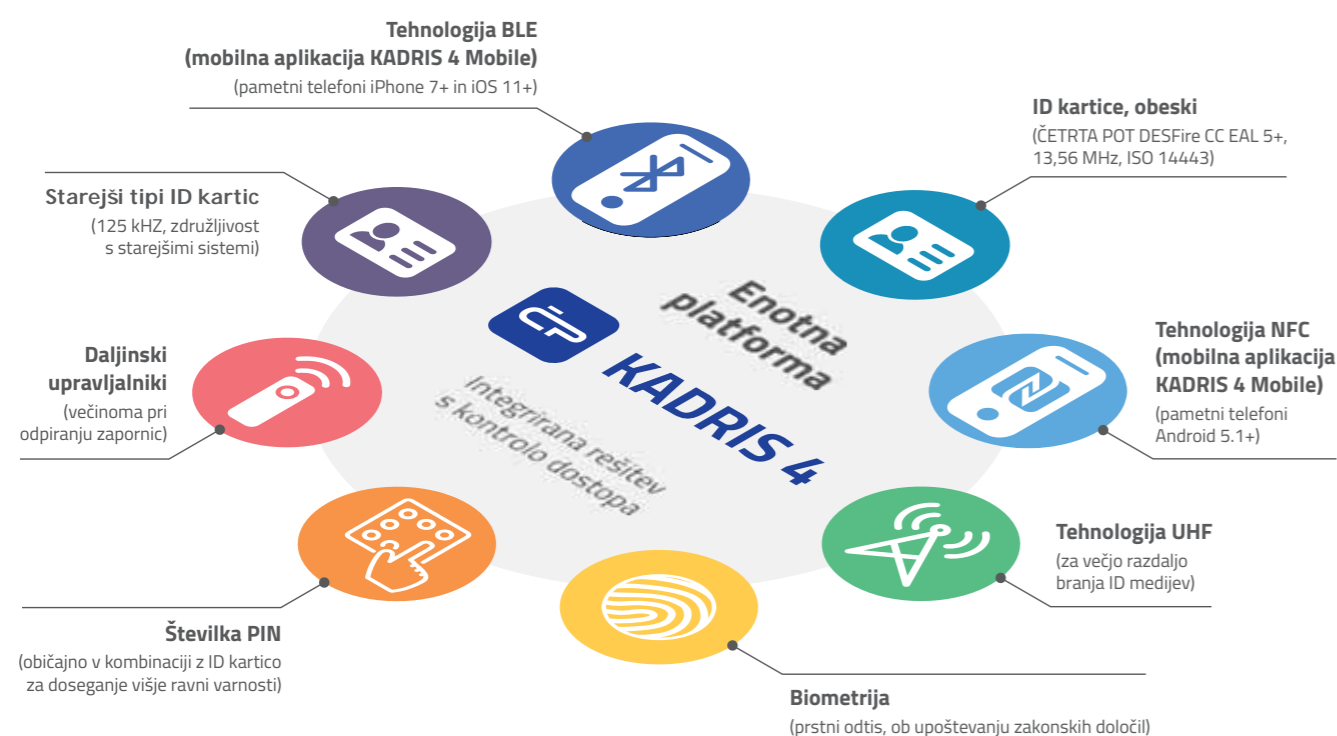 Tehnologija BLE
(mobilna aplikacija KADRIS 4 Mobile)
(pametni telefoni iPhone 7+ in iOS 11+)
ID kartice, obeski
(ČETRTA POT DESFire CC EAL 5+,
13,56 MHz, ISO 14443)
Starejši tipi ID kartic
(125 kHZ, združljivost
s starejšimi sistemi)
Enotna
platforma
KADRIS 4
Integrirana rešitev
s kontrolo dostopa
Tehnologija NFC
(mobilna aplikacija
KADRIS 4 Mobile)
(pametni telefoni
Android 5.1+)
Daljinski
upravljalniki
(večinoma pri
odpiranju zapornic)
Tehnologija UHF
(za večjo razdaljo
branja ID medijev)
Številka PIN
(običajno v kombinaciji z ID kartico
za doseganje višje ravni varnosti)
Biometrija
(prstni odtis, ob upoštevanju zakonskih določil)